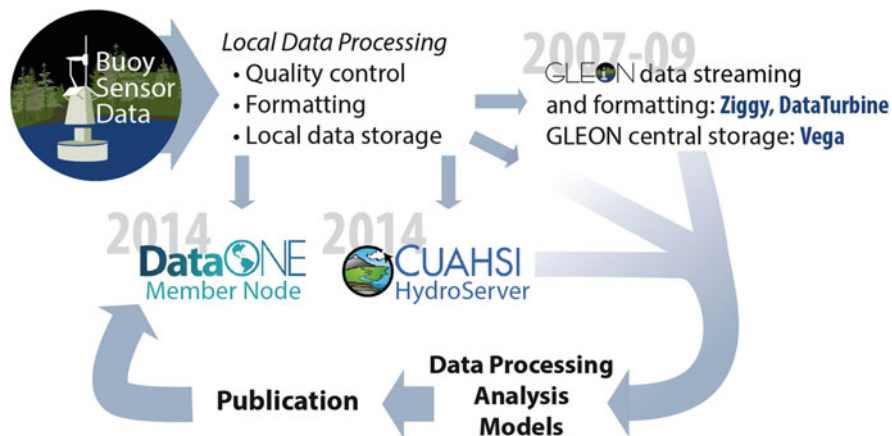 Buoy
Sensor
Data
Local Data Processing
• Quality control
• Formatting
• Local data storage
2007-09
GLEON data streaming
and formatting: Ziggy, DataTurbine
GLEON central storage: Vega
2014
DataONE
Member Node
2014
CUAHSI
HydroServer
Data Processing
Analysis
Models
Publication